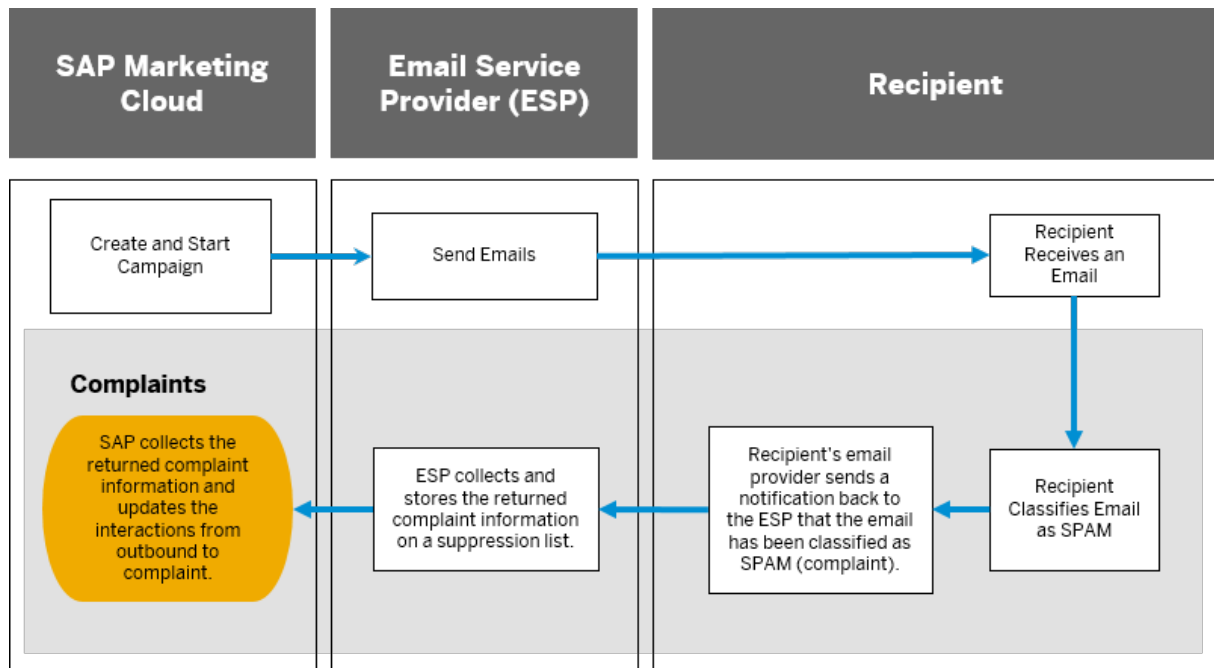 SAP Marketing
Cloud
Email Service
Provider (ESP)
Recipient
Create and Start
Campaign
Send Emails
Recipient
Receives an
Email
Complaints
SAP collects the
returned complaint
information and
updates the
interactions from
outbound to
complaint.
ESP collects and
stores the returned
complaint information
on a suppression list.
Recipient's email
provider sends a
notification back to
the ESP that the email
has been classified as
SPAM (complaint).
Recipient
Classifies Email
as SPAM